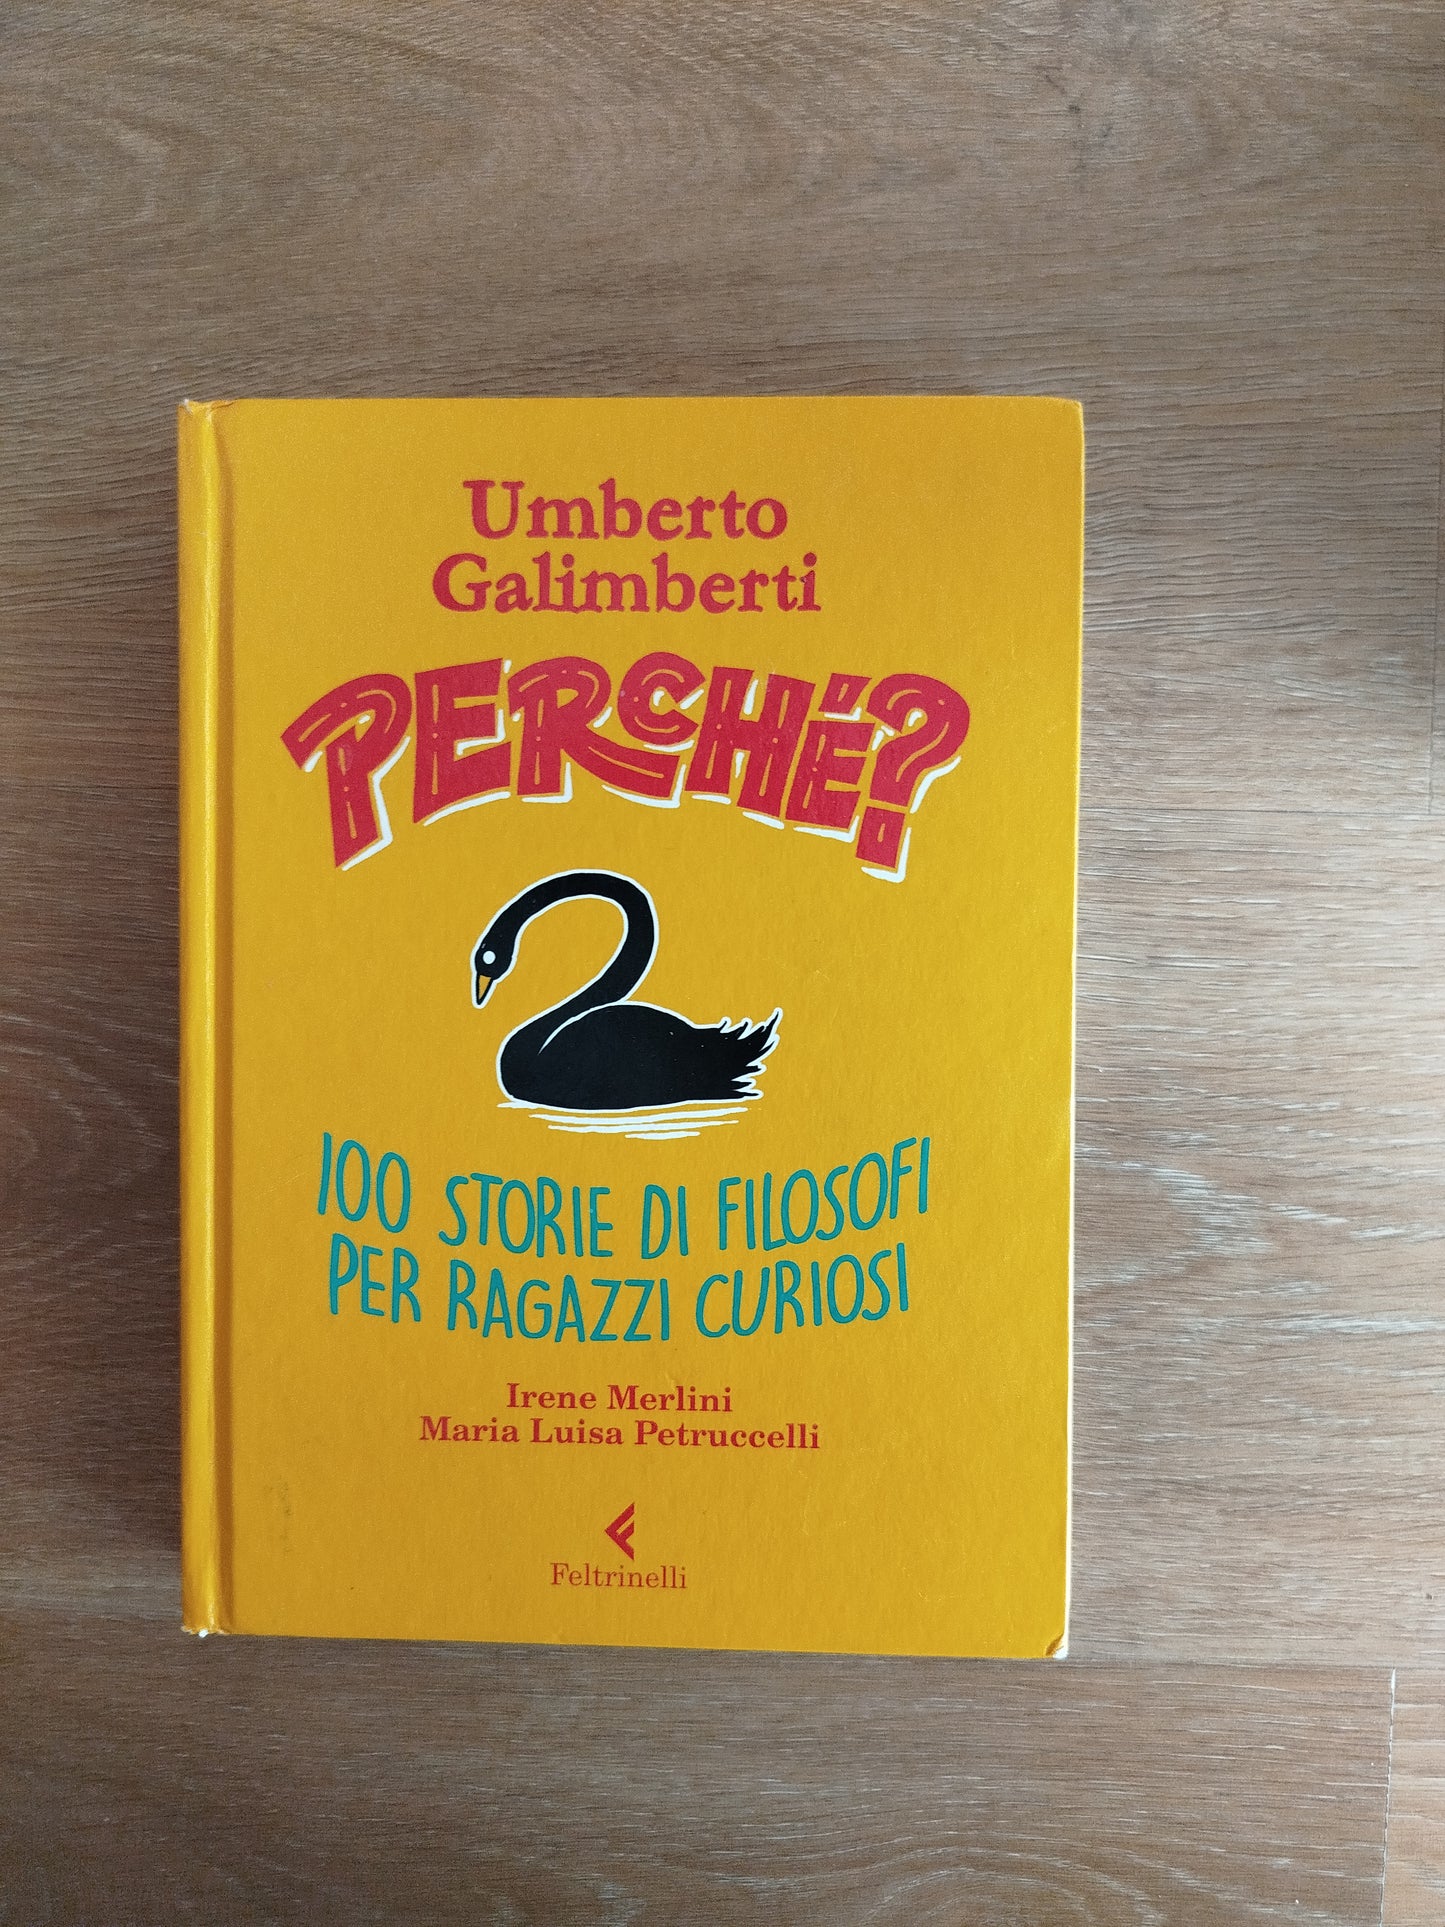 Umberto
Galimberti
PERCHÉ?
100 STORIE DI FILOSOFI
PER RAGAZZI CURIOSI
Irene Merlini
Maria Luisa Petruccelli
Feltrinelli